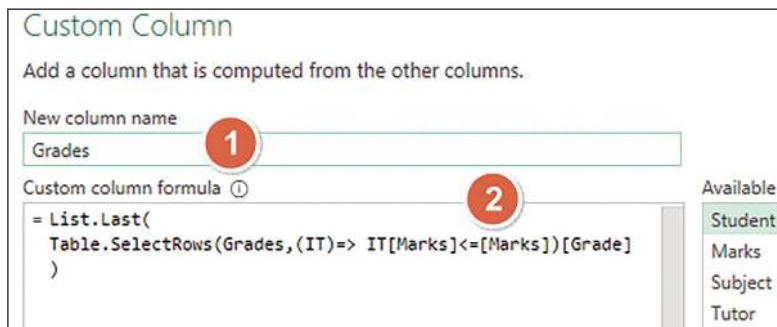 Custom Column
Add a column that is computed from the other columns.
New column name
Grades
1
Custom column formula ⓘ
2
Available
= List.Last(
Table.SelectRows(Grades,(IT)=> IT[Marks]<=[Marks])[Grade]
)
Student
Marks
Subject
Tutor